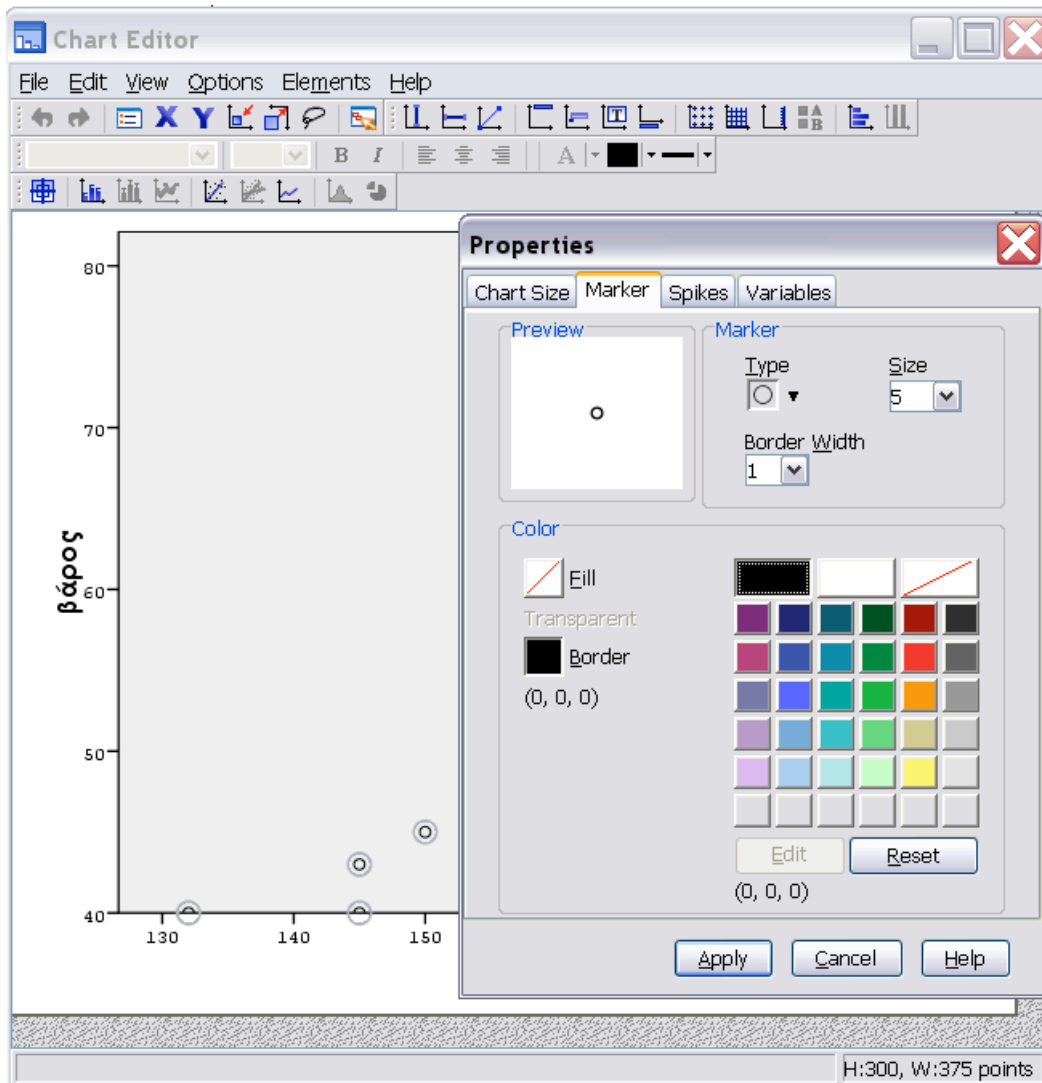 Chart Editor
File Edit View Options Elements Help
X Y T A B
B I A
80
70
60
50
40
βάρος
130 140 150
Properties
Chart Size Marker Spikes Variables
Preview
Marker
Type Size
5
Border Width
1
Color
Fill
Transparent
Border
(0, 0, 0)
Edit Reset
(0, 0, 0)
Apply Cancel Help
H:300, W:375 points